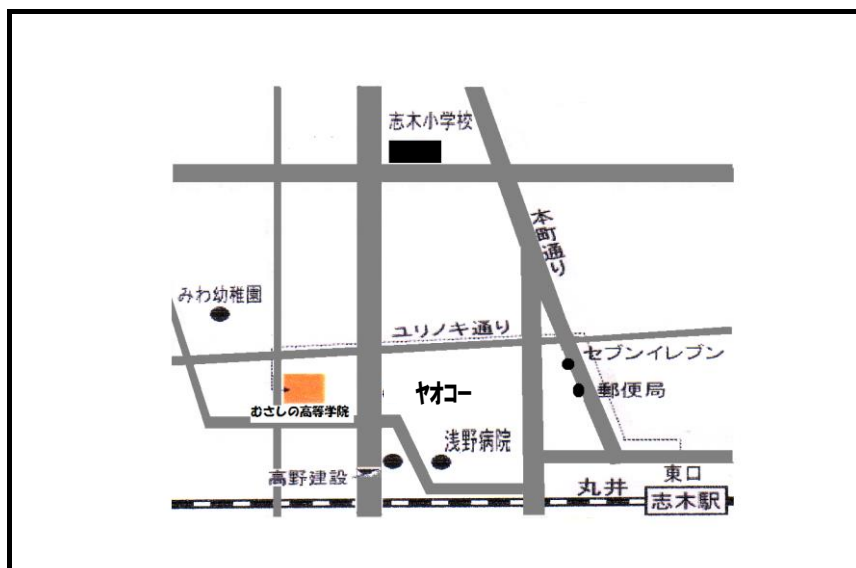 志木小学校
本町通り
みわ幼稚園
ユリノキ通り
セブンイレブン
ヤオコー
郵便局
むさしの高等学院
浅野病院
高野建設
東口
丸井
志木駅